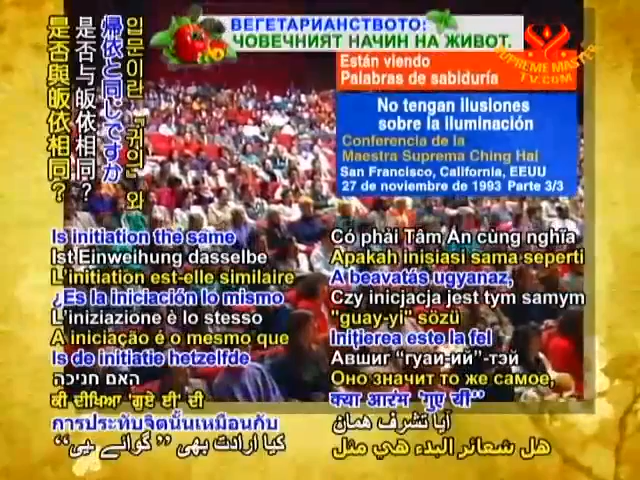 ВЕГЕТАРИАНСТВОТО:
ЧОВЕЧНИЯТ НАЧИН НА ЖИВОТ.
SUPREME MASTER
TV.COM
Están viendo
Palabras de sabiduría
No tengan ilusiones
sobre la iluminación
Conferencia de la
Maestra Suprema Ching Hai
San Francisco, California, EEUU
27 de noviembre de 1993 Parte 3/3
입문이란 『귀의』와
帰依と同じですか
是否与皈依相同？
是否與皈依相同？
Is initiation the same
Ist Einweihung dasselbe
L'initiation est-elle similaire
¿Es la iniciación lo mismo
L'iniziazione è lo stesso
A iniciação é o mesmo que
Is de initiatie hetzelfde
האם חניכה
ਕੀ ਦੀਖਿਆ 'ਗੁਏ ਈ' ਦੀ
การประทับจิตนั้นเหมือนกับ
کیا ارادت بھی ”گوائے یی“
Có phải Tâm Ấn cùng nghĩa
Apakah inisiasi sama seperti
A beavatás ugyanaz,
Czy inicjacja jest tym samym
"guay-yi" sözü
Iniţierea este la fel
Авшиг “гуаи-ий”-тэй
Оно значит то же самое,
क्या आरंभ 'गुए यी'
آیا تشرف همان
هل شعائر البدء هي مثل